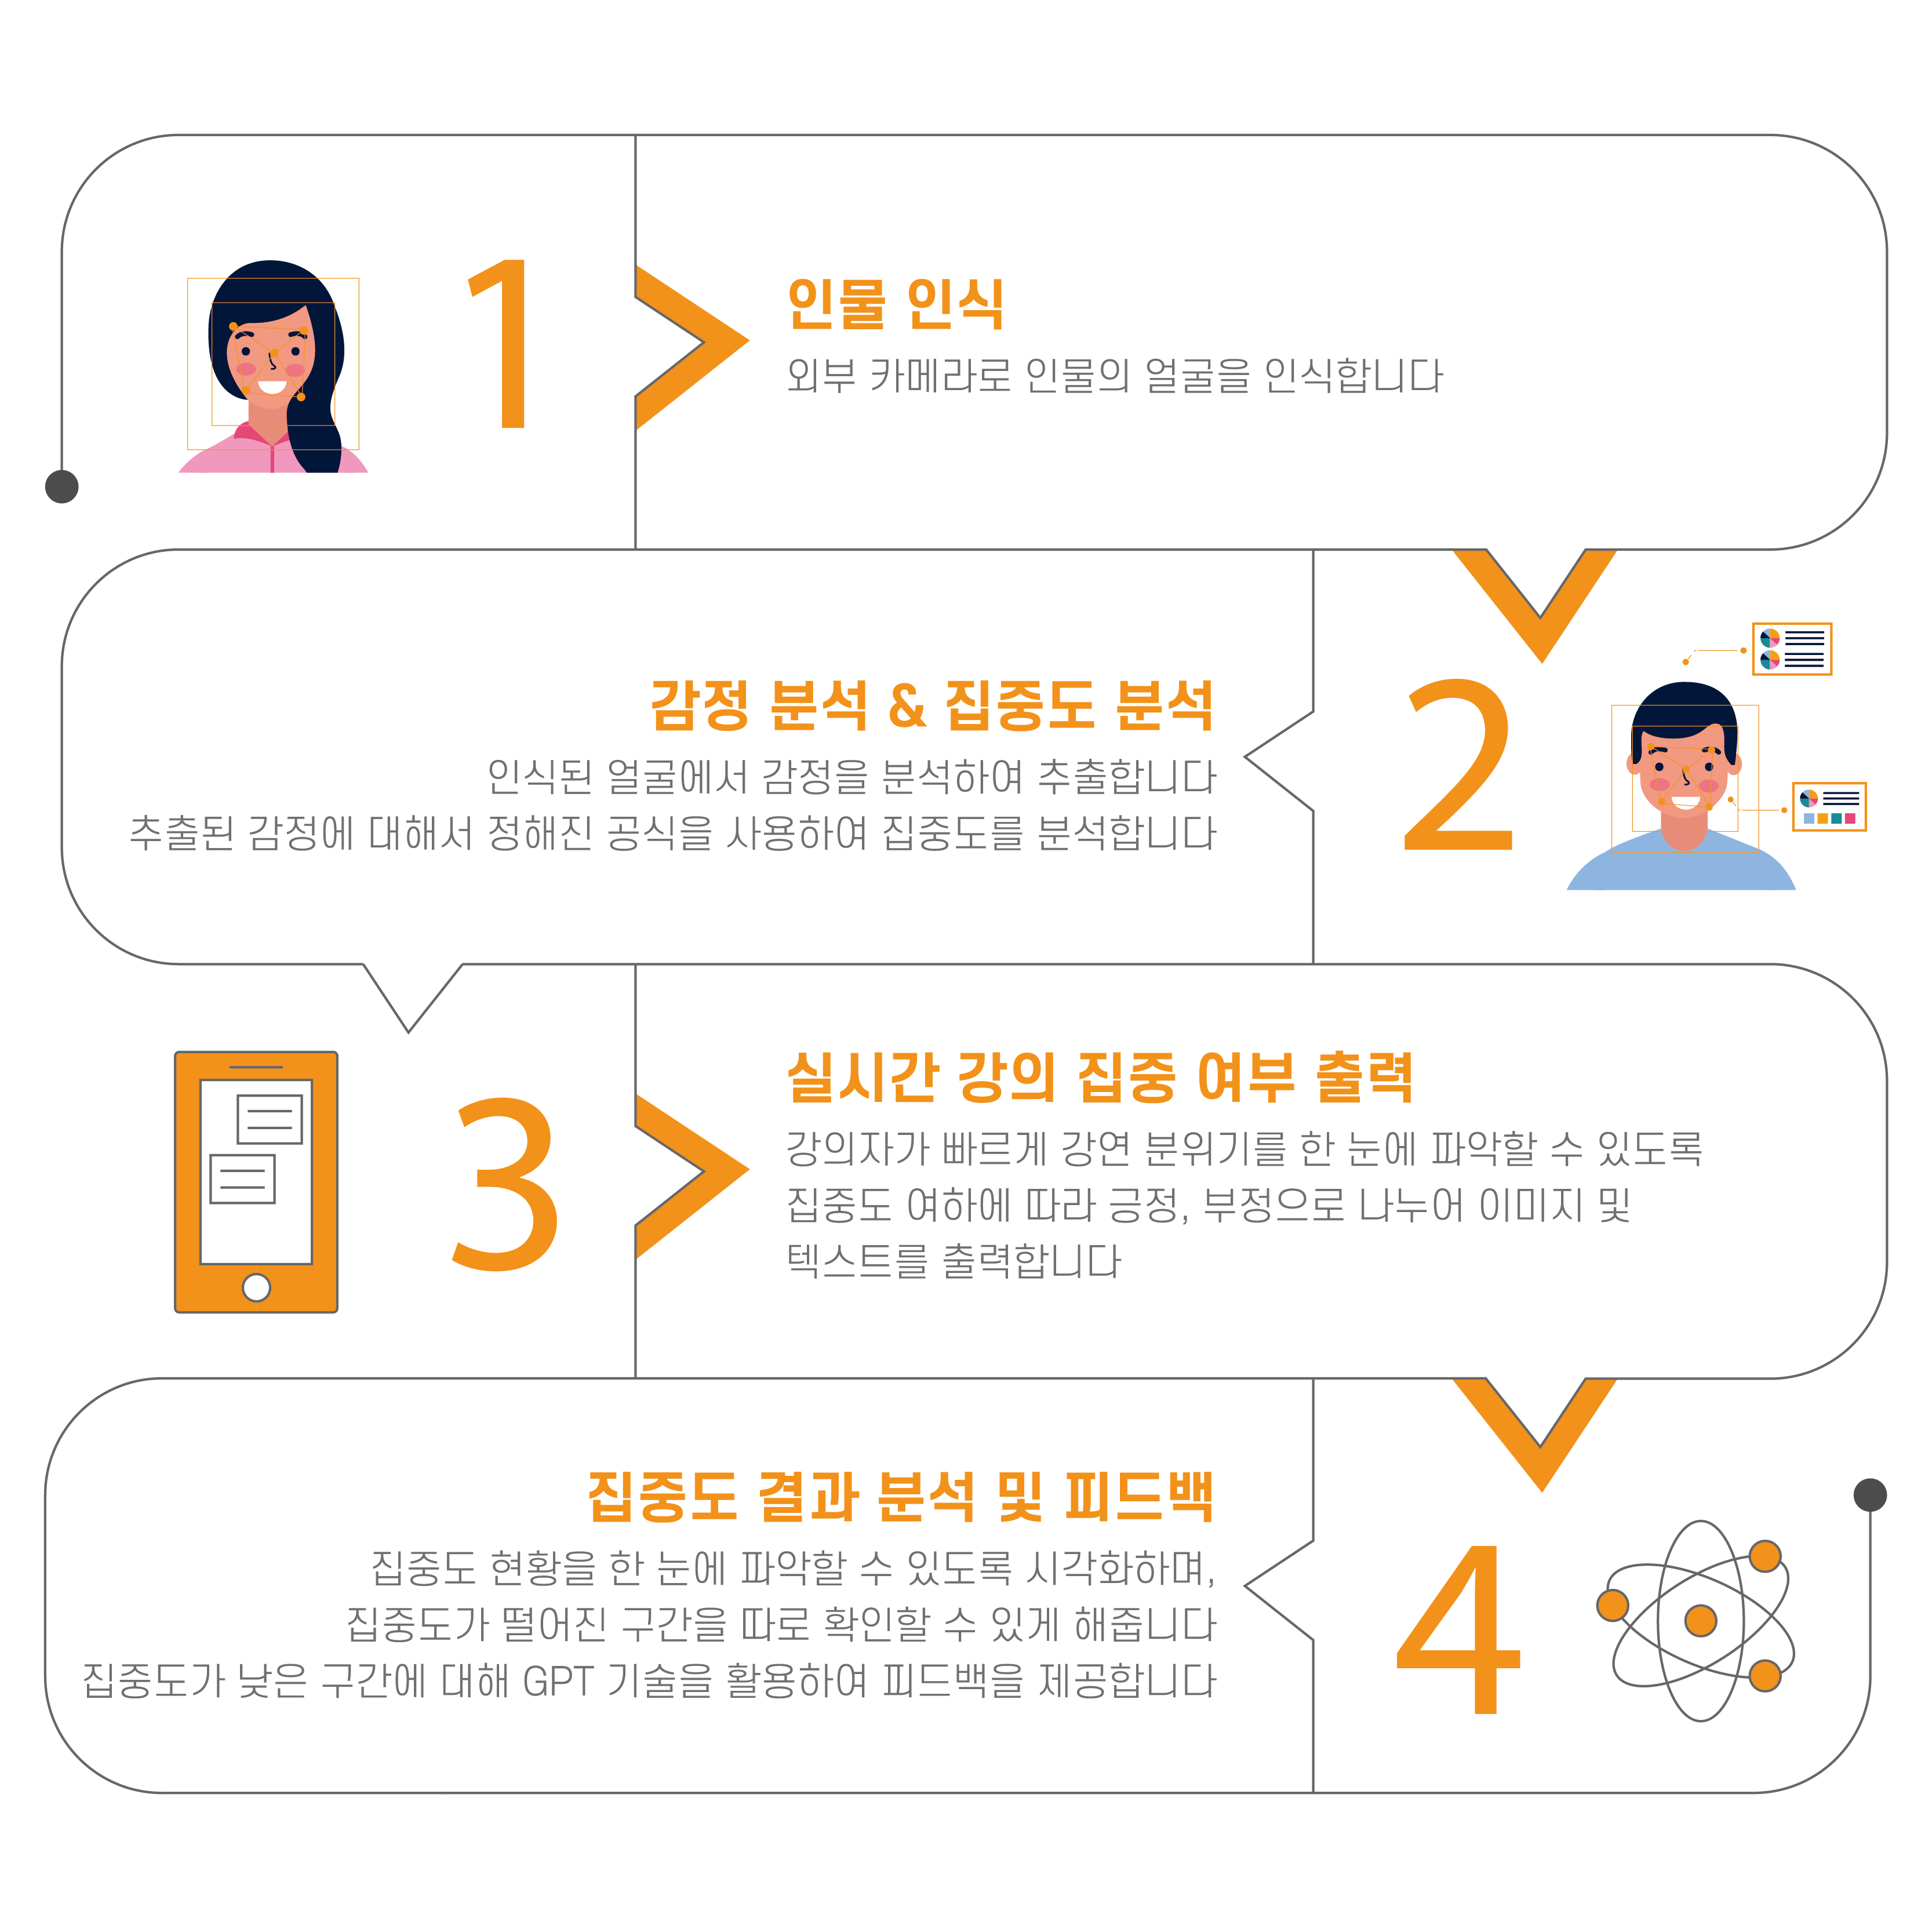 1
인물 인식
외부 카메라로 인물의 얼굴을 인식합니다
감정 분석 & 집중도 분석
인식된 얼굴에서 감정을 분석하여 추출합니다
추출된 감정에 대해서 정해진 공식을 사용하여 집중도를 분석합니다
2
3
실시간 강의 집중 여부 출력
강의자가 빠르게 강연 분위기를 한 눈에 파악할 수 있도록
집중도 여하에 따라 긍정, 부정으로 나누어 이미지 및
텍스트를 출력합니다
집중도 결과 분석 및 피드백
집중도 현황을 한 눈에 파악할 수 있도록 시각화하며,
집중도가 떨어진 구간을 따로 확인할 수 있게 해줍니다
집중도가 낮은 구간에 대해 GPT 기술을 활용하여 피드백을 제공합니다
4